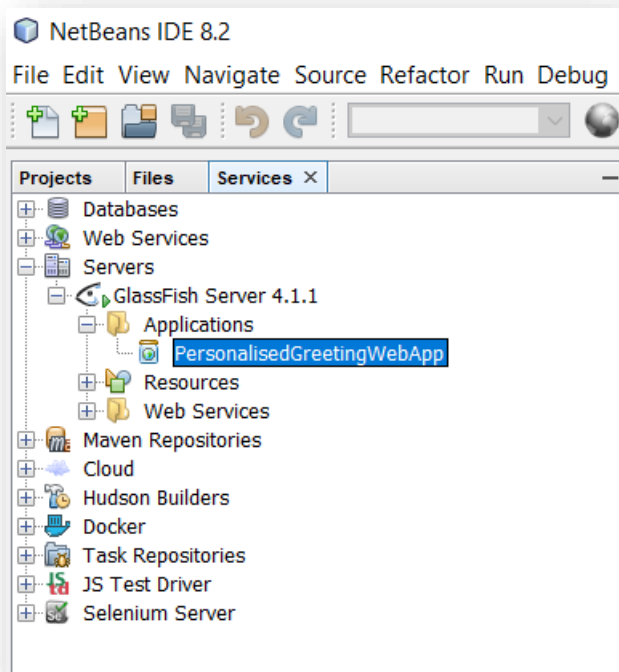 NetBeans IDE 8.2
File Edit View Navigate Source Refactor Run Debug
Projects Files Services
Databases
Web Services
Servers
GlassFish Server 4.1.1
Applications
PersonalisedGreetingWebApp
Resources
Web Services
Maven Repositories
Cloud
Hudson Builders
Docker
Task Repositories
JS Test Driver
Selenium Server